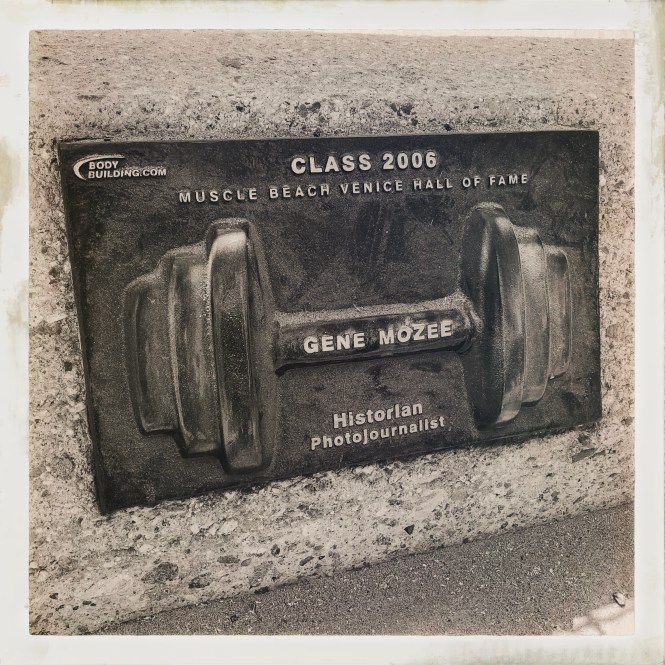 BODY
BUILDING.COM
CLASS 2006
MUSCLE BEACH VENICE HALL OF FAME
GENE MOZEE
Historian
Photojournalist